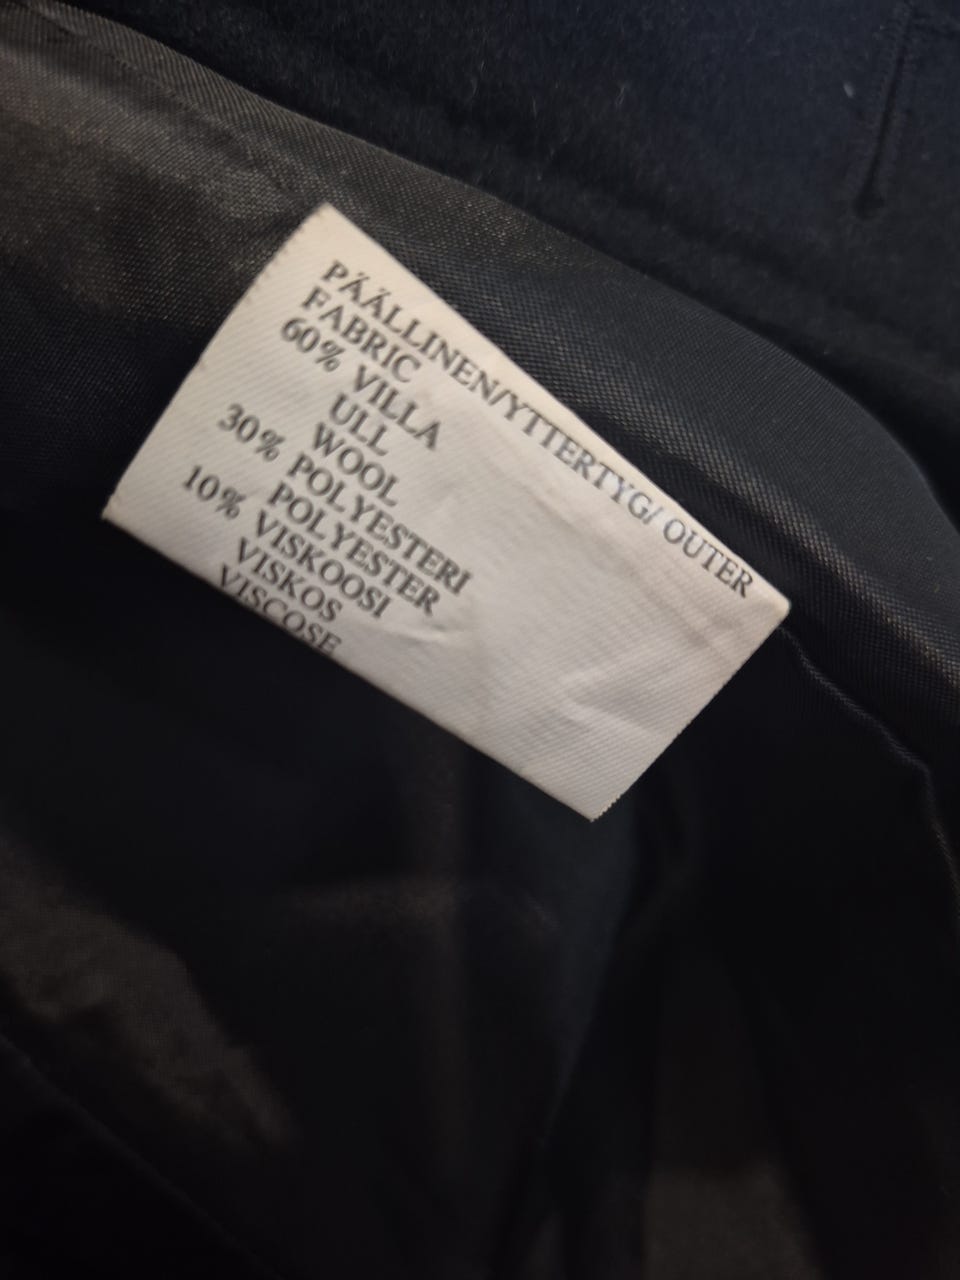 PÄÄLLINEN/YTTERTYG/ OUTER
FABRIC
60% VILLA
ULL
WOOL
30% POLYESTERI
POLYESTER
10% VISKOOSI
VISKOS
VISCOSE